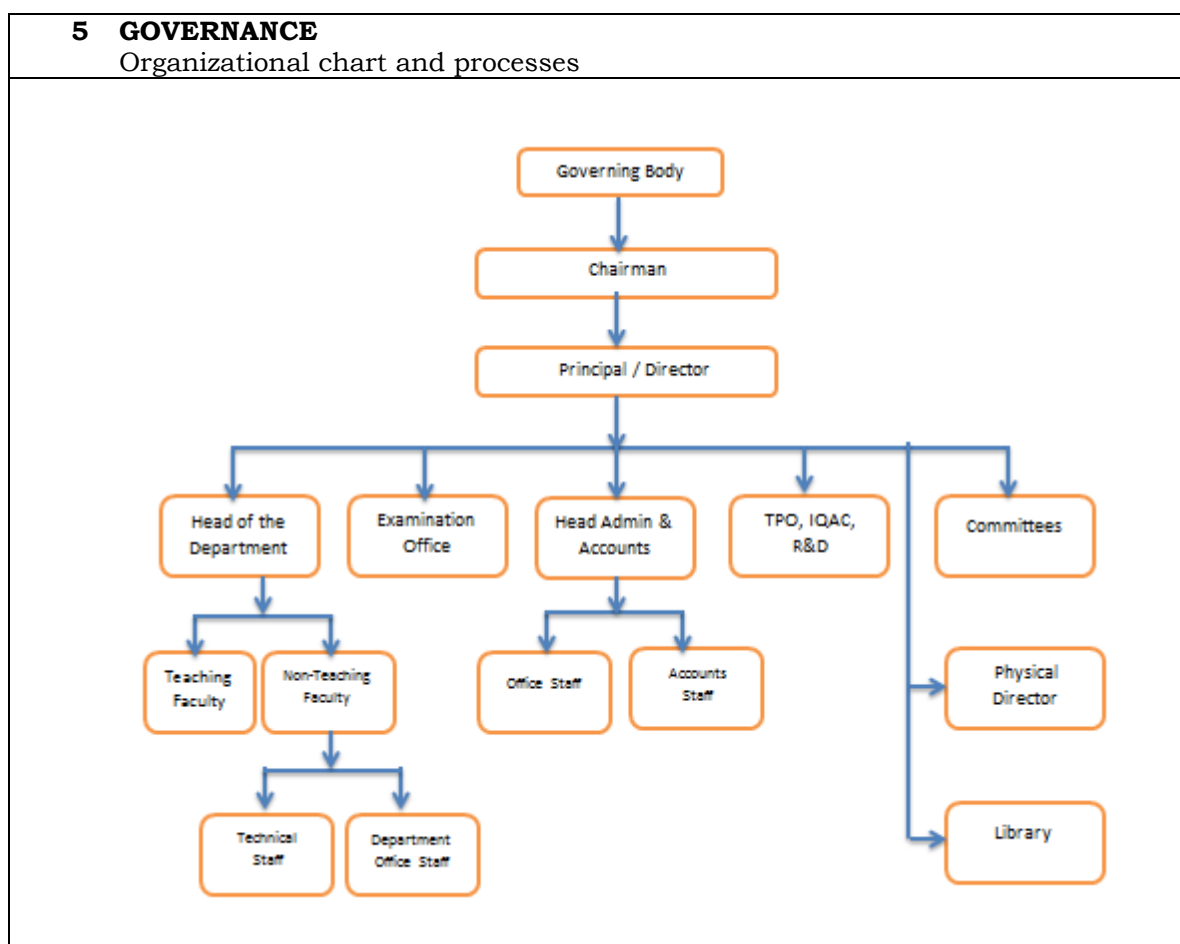 5 GOVERNANCE
Organizational chart and processes
Governing Body
Chairman
Principal / Director
Head of the
Department
Examination
Office
Head Admin &
Accounts
TPO, IQAC,
R&D
Committees
Teaching
Faculty
Non-Teaching
Faculty
Office Staff
Accounts
Staff
Physical
Director
Technical
Staff
Department
Office Staff
Library